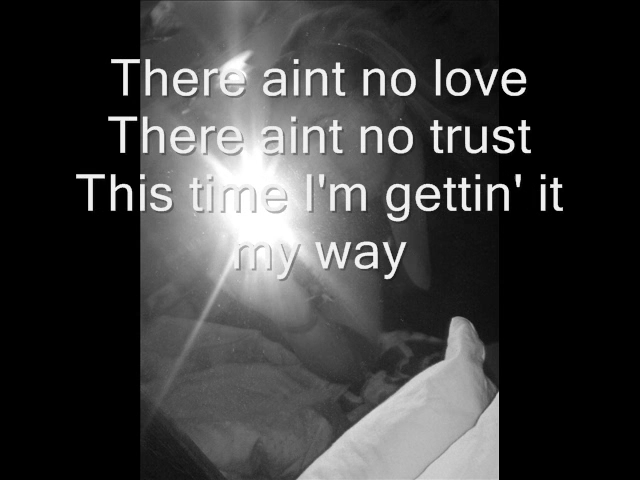 There aint no love
There aint no trust
This time I'm gettin' it
my way